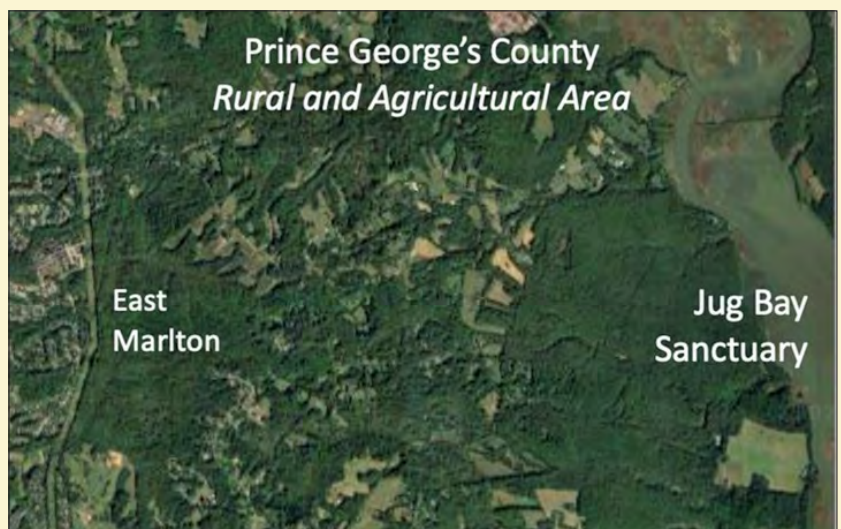 Prince George’s County
Rural and Agricultural Area
East
Marlton
Jug Bay
Sanctuary